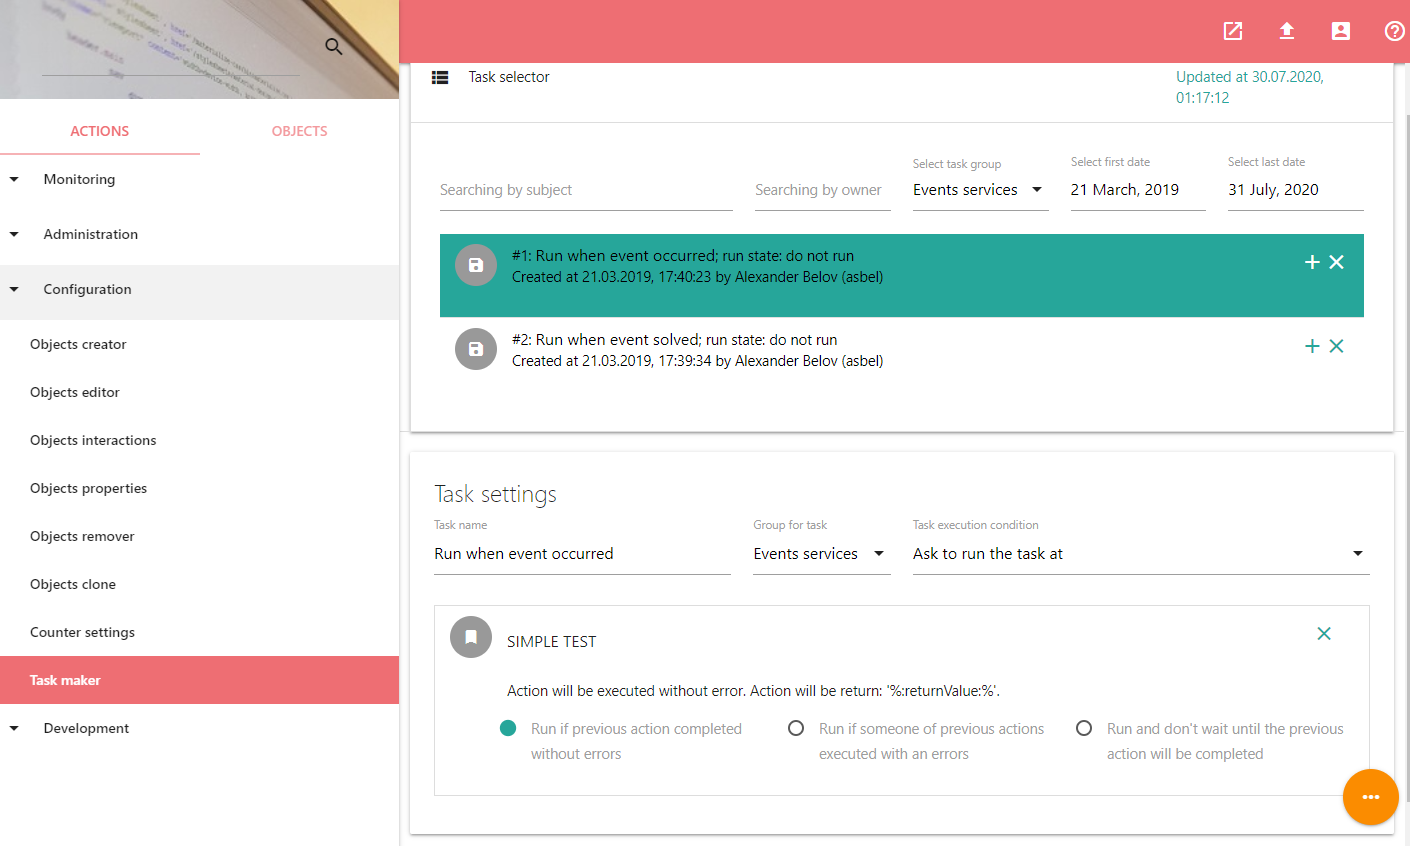 ACTIONS
OBJECTS
Monitoring
Administration
Configuration
Objects creator
Objects editor
Objects interactions
Objects properties
Objects remover
Objects clone
Counter settings
Task maker
Development
Task selector
Updated at 30.07.2020,
01:17:12
Searching by subject
Searching by owner
Select task group
Events services
Select first date
21 March, 2019
Select last date
31 July, 2020
#1: Run when event occurred; run state: do not run
Created at 21.03.2019, 17:40:23 by Alexander Belov (asbel)
#2: Run when event solved; run state: do not run
Created at 21.03.2019, 17:39:34 by Alexander Belov (asbel)
Task settings
Task name
Run when event occurred
Group for task
Events services
Task execution condition
Ask to run the task at
SIMPLE TEST
Action will be executed without error. Action will be return: '%:returnValue:%'.
Run if previous action completed
without errors
Run if someone of previous actions
executed with an errors
Run and don't wait until the previous
action will be completed